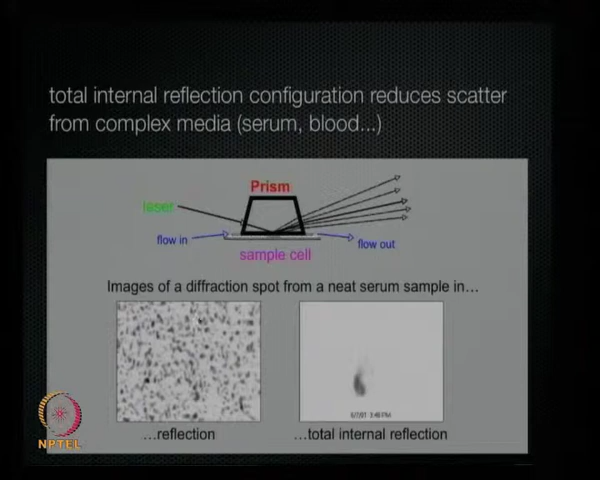 total internal reflection configuration reduces scatter
from complex media (serum, blood...)
Prism
laser
flow in
flow out
sample cell
Images of a diffraction spot from a neat serum sample in...
6/7/01 3:46 PM
...reflection
...total internal reflection
NPTEL